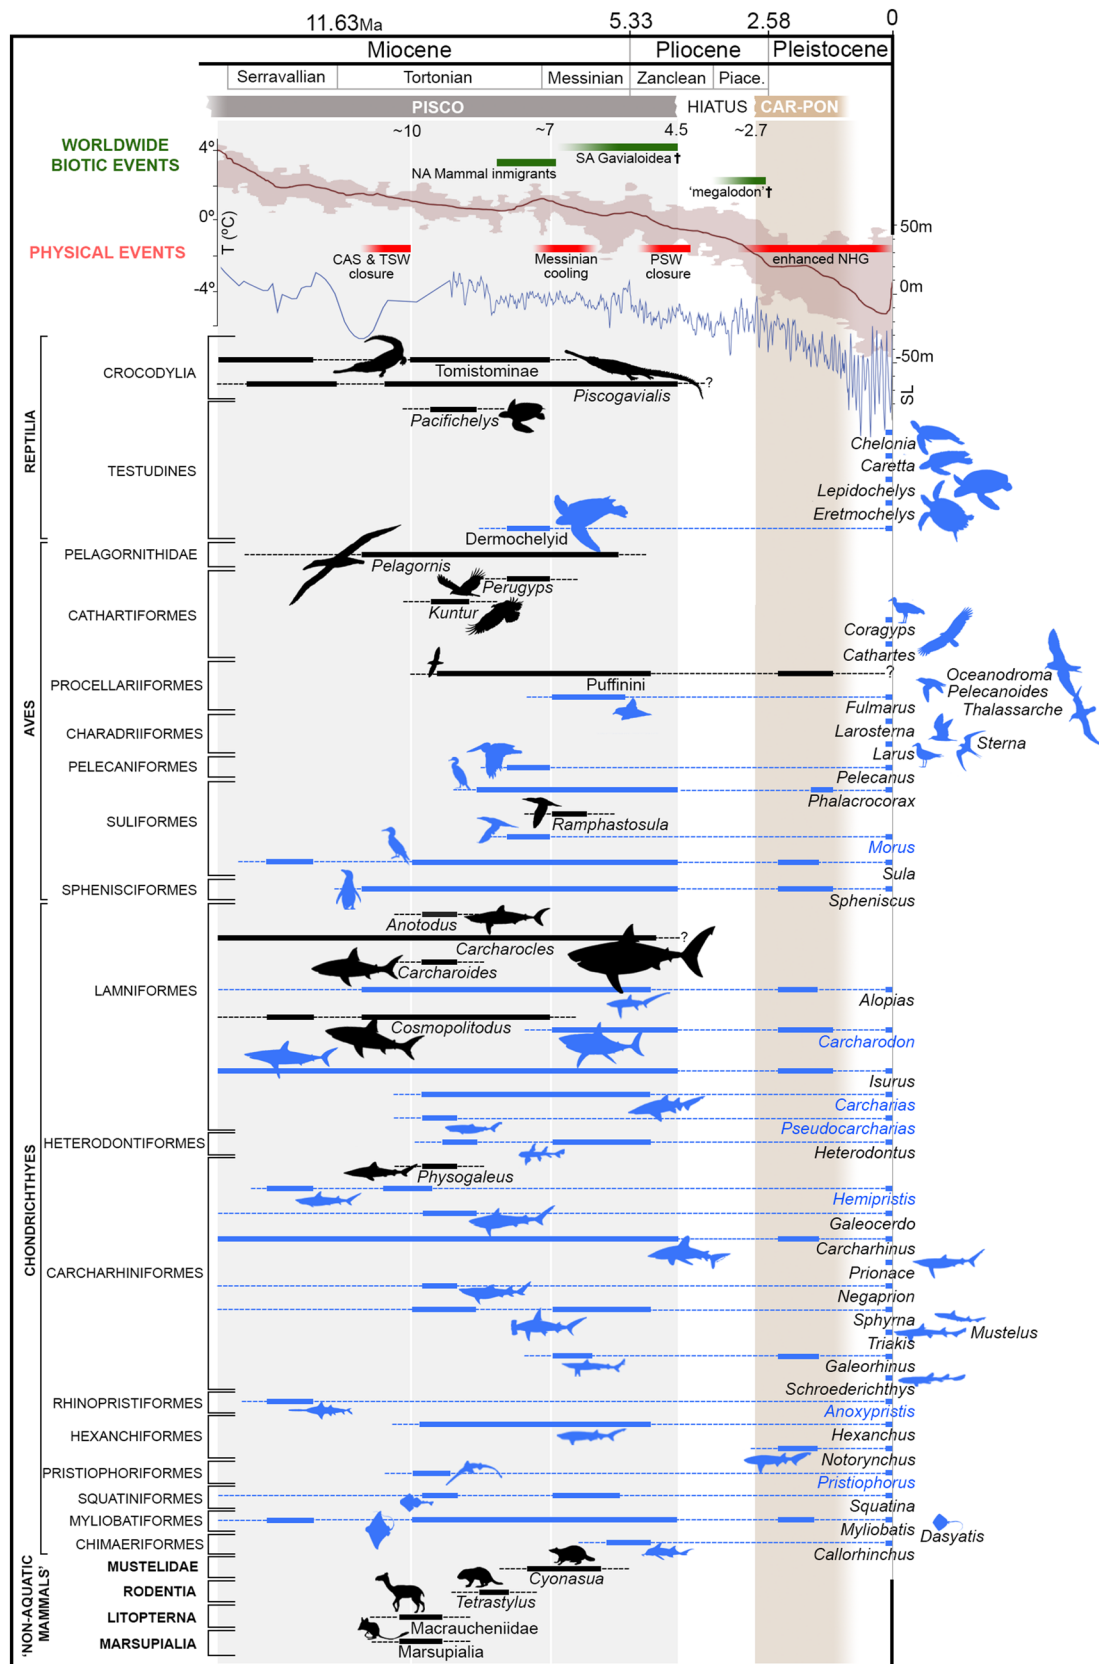 11.63Ma 5.33 2.58 0
Miocene Pliocene Pleistocene
Serravallian Tortonian Messinian Zanclean Piace.
PISCO HIATUS CAR-PON
~10 ~7 4.5 ~2.7
WORLDWIDE
BIOTIC EVENTS
4º
SA Gavialoidea†
NA Mammal inmigrants
'megalodon'†
0º
T (ºC)
50m
PHYSICAL EVENTS
CAS & TSW
closure
Messinian
cooling
PSW
closure
enhanced NHG
-4º
0m
-50m
SL
REPTILIA
CROCODYLIA
Tomistominae
Piscogavialis
?
Pacifichelys
Chelonia
TESTUDINES
Caretta
Lepidochelys
Eretmochelys
Dermochelyid
AVES
PELAGORNITHIDAE
Pelagornis
Perugyps
CATHARTIFORMES
Kuntur
Coragyps
Cathartes
PROCELLARIIFORMES
Puffinini
?
Oceanodroma
Pelecanoides
Fulmarus
Thalassarche
CHARADRIIFORMES
Larosterna
Larus
Sterna
PELECANIFORMES
Pelecanus
Phalacrocorax
SULIFORMES
Ramphastosula
Morus
Sula
SPHENISCIFORMES
Spheniscus
CHONDRICHTHYES
Anotodus
Carcharocles
?
Carcharoides
LAMNIFORMES
Alopias
Cosmopolitodus
Carcharodon
Isurus
Carcharias
Pseudocarcharias
HETERODONTIFORMES
Heterodontus
Physogaleus
Hemipristis
Galeocerdo
Carcharhinus
CARCHARHINIFORMES
Prionace
Negaprion
Sphyrna
Mustelus
Triakis
Galeorhinus
Schroederichthys
RHINOPRISTIFORMES
Anoxypristis
HEXANCHIFORMES
Hexanchus
Notorynchus
PRISTIOPHORIFORMES
Pristiophorus
SQUATINIFORMES
Squatina
MYLIOBATIFORMES
Myliobatis
Dasyatis
CHIMAERIFORMES
Callorhinchus
'NON-AQUATIC
MAMMALS'
MUSTELIDAE
Cyonasua
RODENTIA
Tetrastylus
LITOPTERNA
Macraucheniidae
MARSUPIALIA
Marsupialia